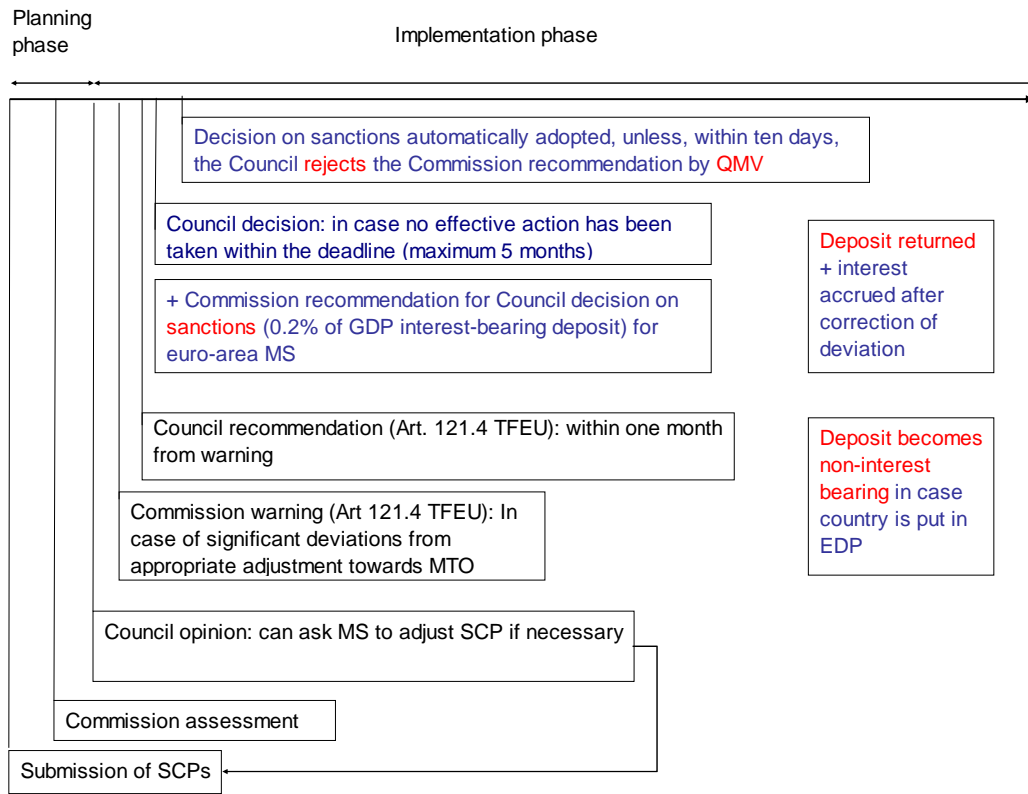 Planning
phase
Implementation phase
Decision on sanctions automatically adopted, unless, within ten days,
the Council rejects the Commission recommendation by QMV
Council decision: in case no effective action has been
taken within the deadline (maximum 5 months)
+ Commission recommendation for Council decision on
sanctions (0.2% of GDP interest-bearing deposit) for
euro-area MS
Deposit returned
+ interest
accrued after
correction of
deviation
Council recommendation (Art. 121.4 TFEU): within one month
from warning
Deposit becomes
non-interest
bearing in case
country is put in
EDP
Commission warning (Art 121.4 TFEU): In
case of significant deviations from
appropriate adjustment towards MTO
Council opinion: can ask MS to adjust SCP if necessary
Commission assessment
Submission of SCPs